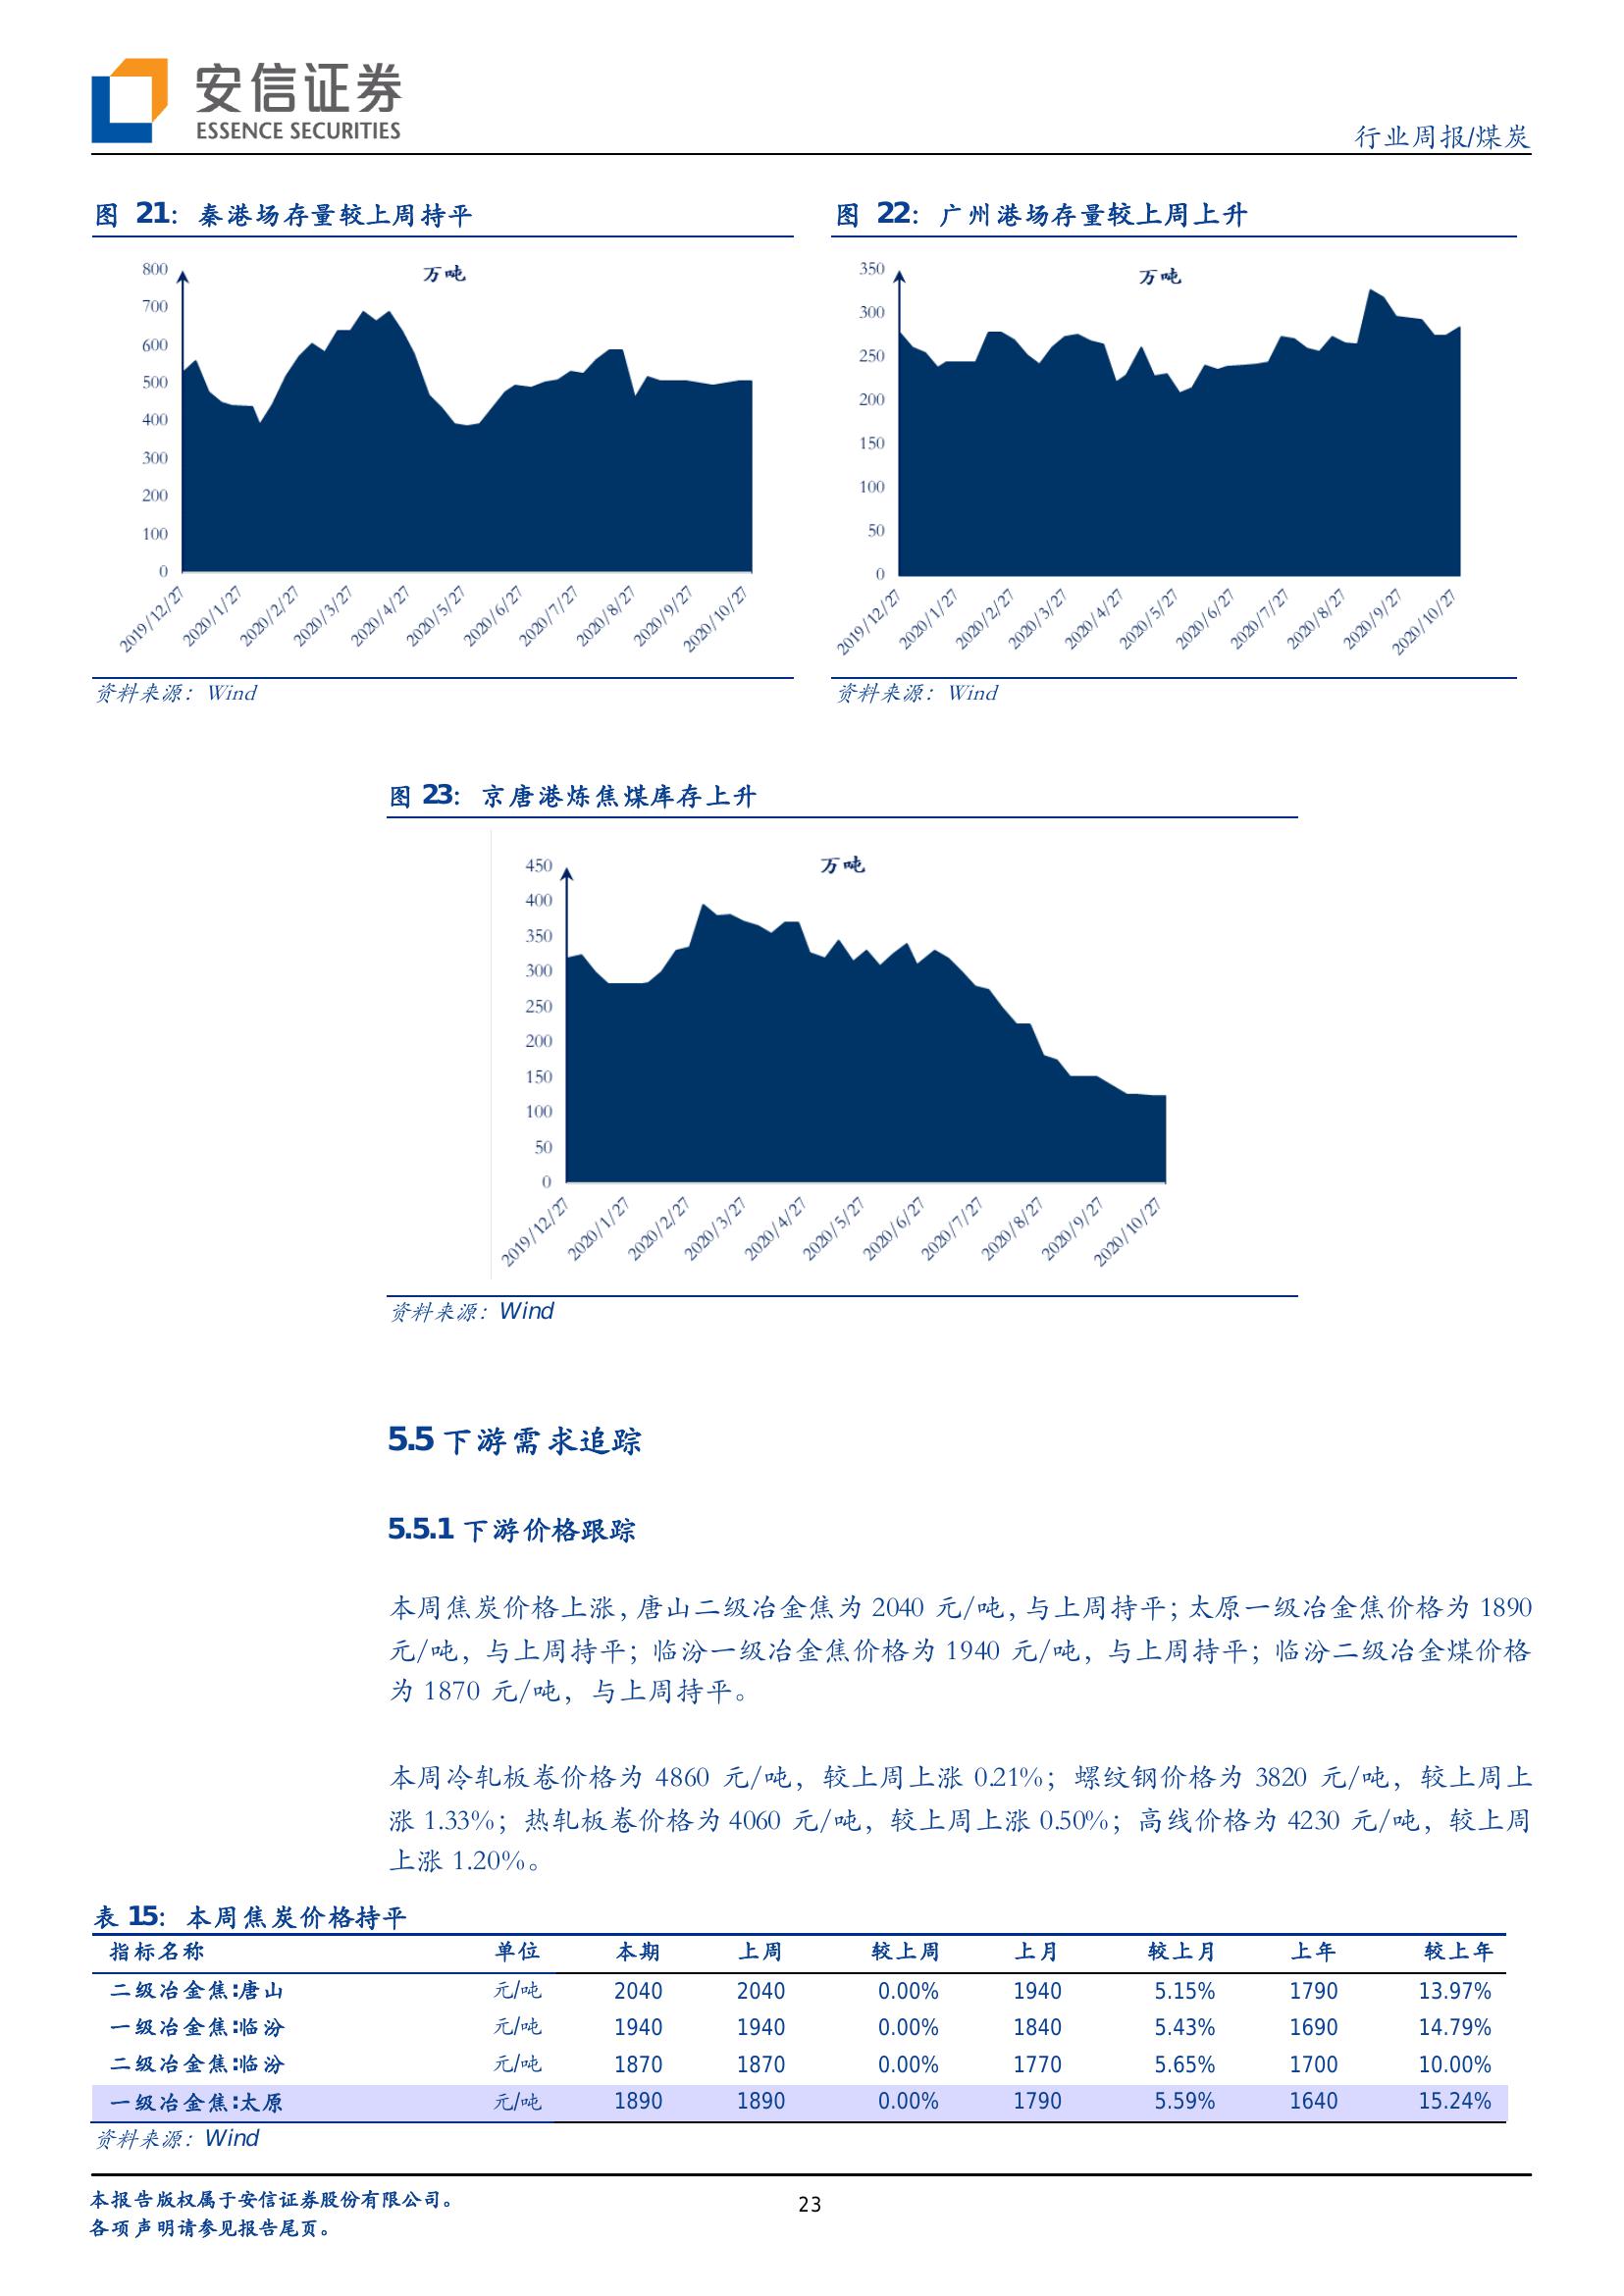 安信证券
ESSENCE SECURITIES
行业周报/煤炭
图 21：秦港场存量较上周持平
万吨
800
700
600
500
400
300
200
100
0
2019/12/27
2020/1/27
2020/2/27
2020/3/27
2020/4/27
2020/5/27
2020/6/27
2020/7/27
2020/8/27
2020/9/27
2020/10/27
资料来源：Wind
图 22：广州港场存量较上周上升
万吨
350
300
250
200
150
100
50
0
2019/12/27
2020/1/27
2020/2/27
2020/3/27
2020/4/27
2020/5/27
2020/6/27
2020/7/27
2020/8/27
2020/9/27
2020/10/27
资料来源：Wind
图 23：京唐港炼焦煤库存上升
万吨
450
400
350
300
250
200
150
100
50
0
2019/12/27
2020/1/27
2020/2/27
2020/3/27
2020/4/27
2020/5/27
2020/6/27
2020/7/27
2020/8/27
2020/9/27
2020/10/27
资料来源：Wind
5.5 下游需求追踪
5.5.1 下游价格跟踪
本周焦炭价格上涨，唐山二级冶金焦为 2040 元/吨，与上周持平；太原一级冶金焦价格为 1890
元/吨，与上周持平；临汾一级冶金焦价格为 1940 元/吨，与上周持平；临汾二级冶金煤价格
为 1870 元/吨，与上周持平。
本周冷轧板卷价格为 4860 元/吨，较上周上涨 0.21%；螺纹钢价格为 3820 元/吨，较上周上
涨 1.33%；热轧板卷价格为 4060 元/吨，较上周上涨 0.50%；高线价格为 4230 元/吨，较上周
上涨 1.20%。
表 15：本周焦炭价格持平
指标名称 单位 本期 上周 较上周 上月 较上月 上年 较上年
二级冶金焦:唐山 元/吨 2040 2040 0.00% 1940 5.15% 1790 13.97%
一级冶金焦:临汾 元/吨 1940 1940 0.00% 1840 5.43% 1690 14.79%
二级冶金焦:临汾 元/吨 1870 1870 0.00% 1770 5.65% 1700 10.00%
一级冶金焦:太原 元/吨 1890 1890 0.00% 1790 5.59% 1640 15.24%
资料来源：Wind
本报告版权属于安信证券股份有限公司。
各项声明请参见报告尾页。
23